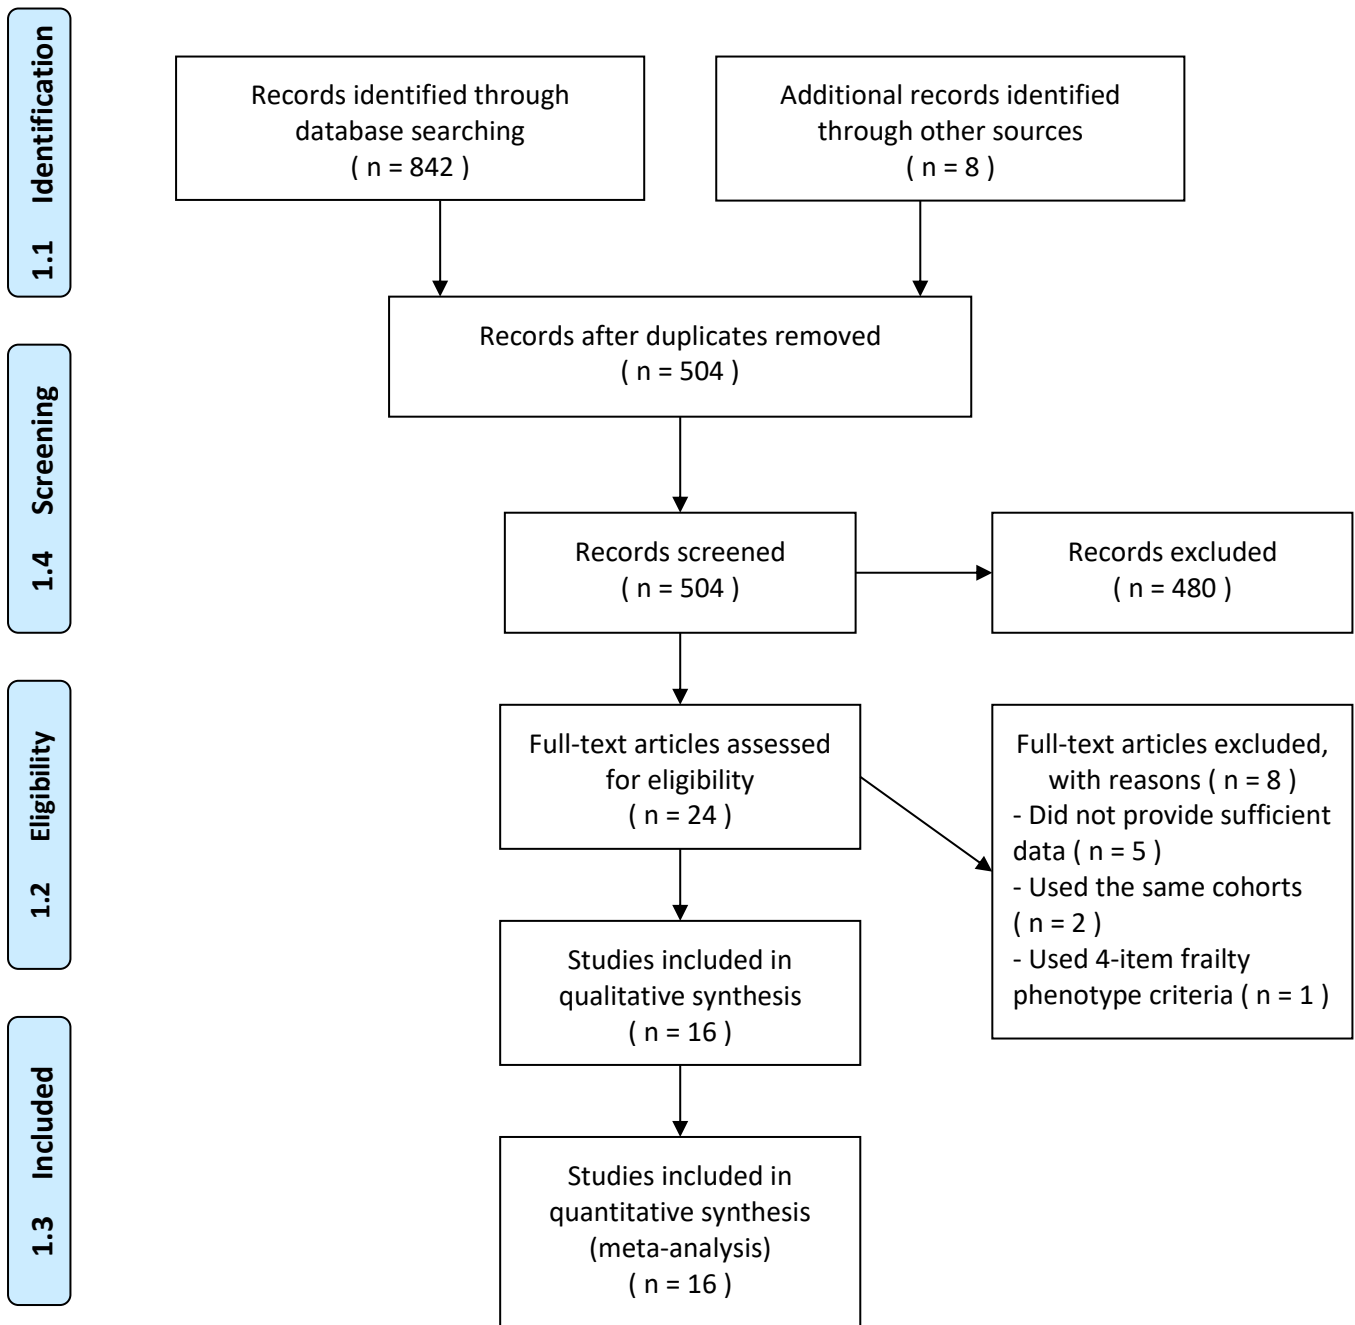 1.1 Identification
Records identified through
database searching
( n = 842 )
Additional records identified
through other sources
( n = 8 )
Records after duplicates removed
( n = 504 )
1.4 Screening
Records screened
( n = 504 )
Records excluded
( n = 480 )
1.2 Eligibility
Full-text articles assessed
for eligibility
( n = 24 )
Full-text articles excluded,
with reasons ( n = 8 )
- Did not provide sufficient
data ( n = 5 )
- Used the same cohorts
( n = 2 )
- Used 4-item frailty
phenotype criteria ( n = 1 )
Studies included in
qualitative synthesis
( n = 16 )
1.3 Included
Studies included in
quantitative synthesis
(meta-analysis)
( n = 16 )